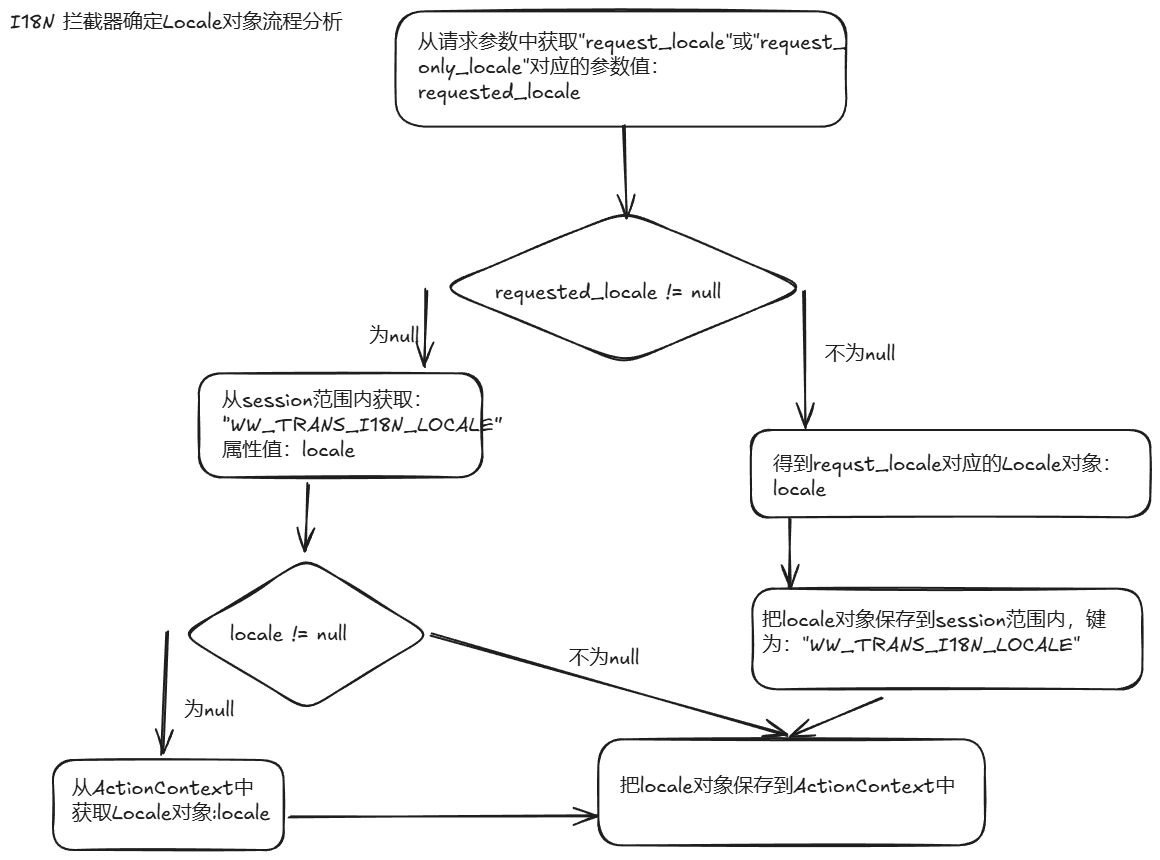 I18N 拦截器确定Locale对象流程分析
从请求参数中获取"request_locale"或"request_
only_locale"对应的参数值：
requested_locale
requested_locale != null
为null
不为null
从session范围内获取：
"WW_TRANS_I18N_LOCALE"
属性值：locale
得到requst_locale对应的Locale对象：
locale
locale != null
把locale对象保存到session范围内，键
为："WW_TRANS_I18N_LOCALE"
不为null
为null
从ActionContext中
获取Locale对象:locale
把locale对象保存到ActionContext中